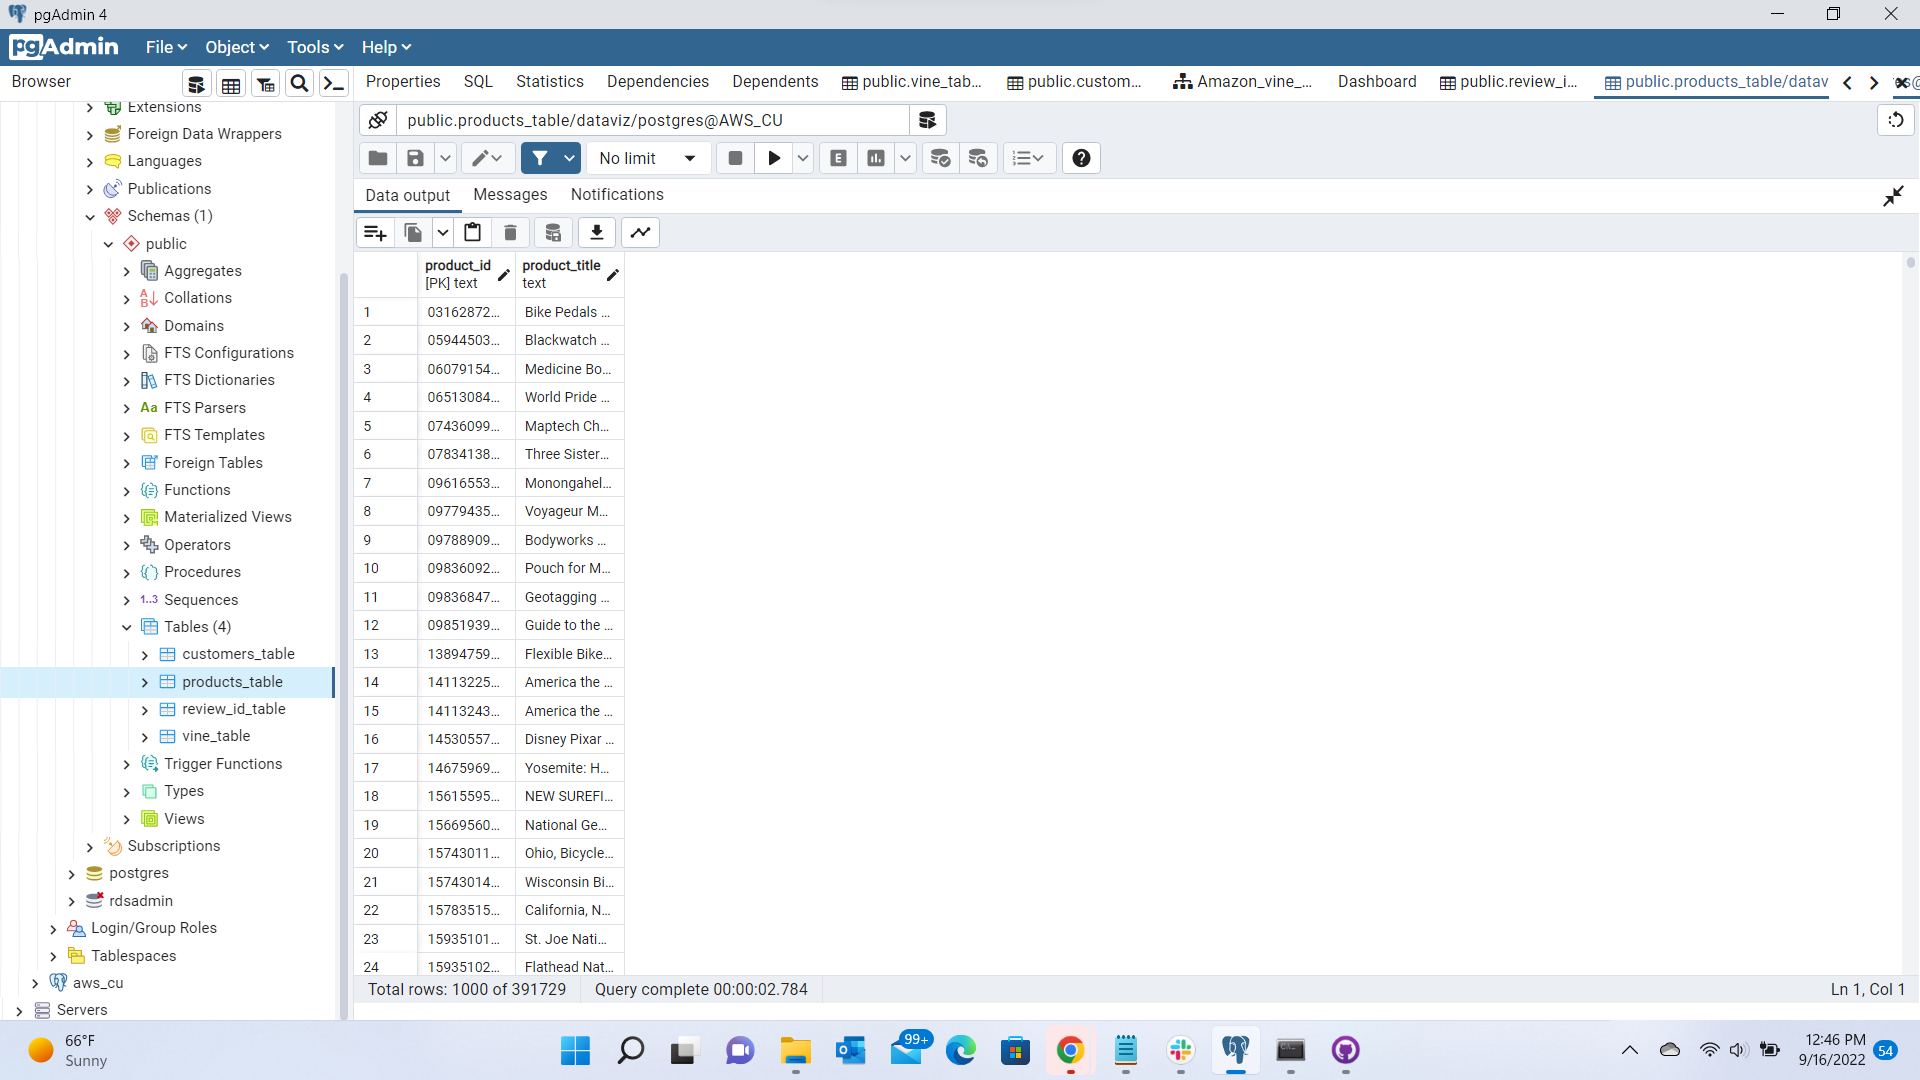 pgAdmin 4
pgAdmin File Object Tools Help
Browser
Properties SQL Statistics Dependencies Dependents public.vine_tab... public.custom... Amazon_vine_... Dashboard public.review_i... public.products_table/datav
Extensions
Foreign Data Wrappers
Languages
Publications
Schemas (1)
public
Aggregates
Collations
Domains
FTS Configurations
FTS Dictionaries
Aa FTS Parsers
FTS Templates
Foreign Tables
Functions
Materialized Views
Operators
Procedures
1..3 Sequences
Tables (4)
customers_table
products_table
review_id_table
vine_table
Trigger Functions
Types
Views
Subscriptions
postgres
rdsadmin
Login/Group Roles
Tablespaces
aws_cu
Servers
public.products_table/dataviz/postgres@AWS_CU
No limit
E
Data output Messages Notifications
product_id product_title
[PK] text text
1 03162872... Bike Pedals ...
2 05944503... Blackwatch ...
3 06079154... Medicine Bo...
4 06513084... World Pride ...
5 07436099... Maptech Ch...
6 07834138... Three Sister...
7 09616553... Monongahel...
8 09779435... Voyageur M...
9 09788909... Bodyworks ...
10 09836092... Pouch for M...
11 09836847... Geotagging ...
12 09851939... Guide to the ...
13 13894759... Flexible Bike...
14 14113225... America the ...
15 14113243... America the ...
16 14530557... Disney Pixar ...
17 14675969... Yosemite: H...
18 15615595... NEW SUREFI...
19 15669560... National Ge...
20 15743011... Ohio, Bicycle...
21 15743014... Wisconsin Bi...
22 15783515... California, N...
23 15935101... St. Joe Nati...
24 15935102... Flathead Nat...
Total rows: 1000 of 391729 Query complete 00:00:02.784 Ln 1, Col 1
66°F
Sunny
99+
12:46 PM
9/16/2022
54